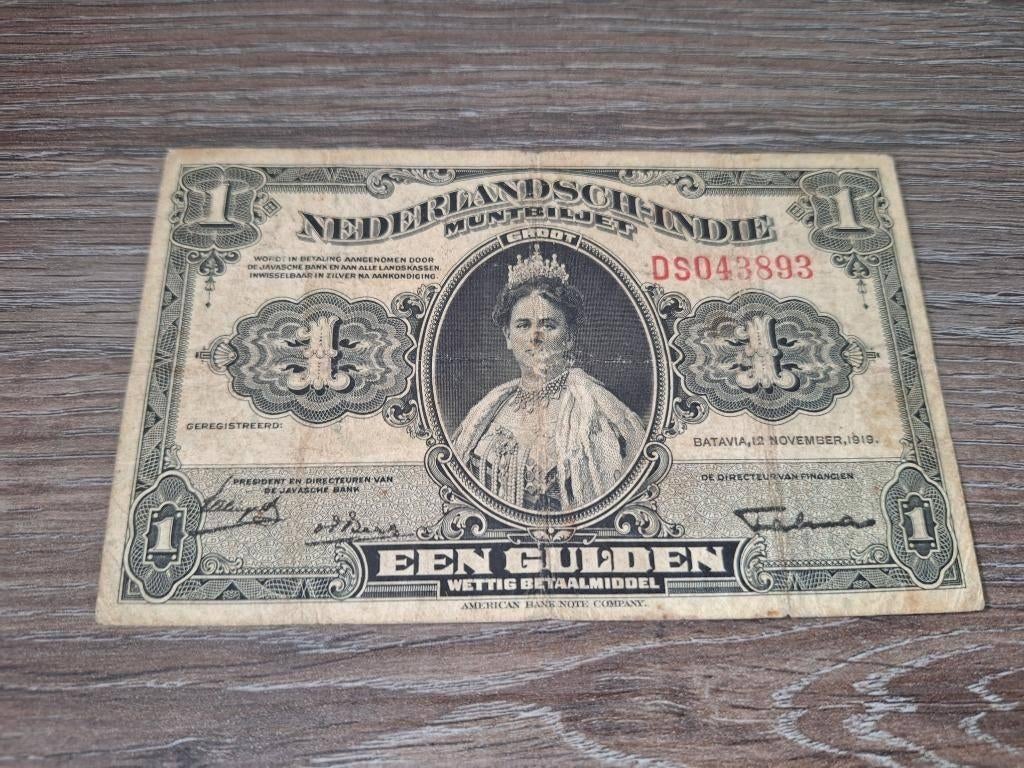 1 1
NEDERLANDSCH-INDIE
MUNTBILJET
GROOT
WORDT IN BETALING AANGENOMEN DOOR
DE JAVASCHE BANK EN AAN ALLE LANDSKASSEN.
INWISSELBAAR IN ZILVER NA AANKONDIGING.
DS043893
1 1
GEREGISTREERD:
BATAVIA, 12 NOVEMBER, 1919.
PRESIDENT EN DIRECTEUREN VAN
DE JAVASCHE BANK
DE DIRECTEUR VAN FINANCIEN
1 1
EEN GULDEN
WETTIG BETAALMIDDEL
AMERICAN BANK NOTE COMPANY.